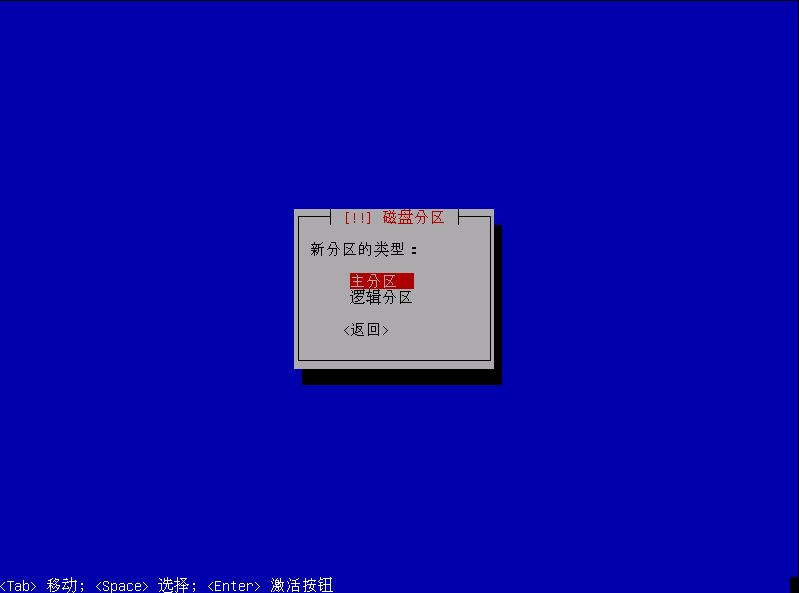 [!!] 磁盘分区
新分区的类型：
主分区
逻辑分区
<返回>
<Tab> 移动; <Space> 选择; <Enter> 激活按钮